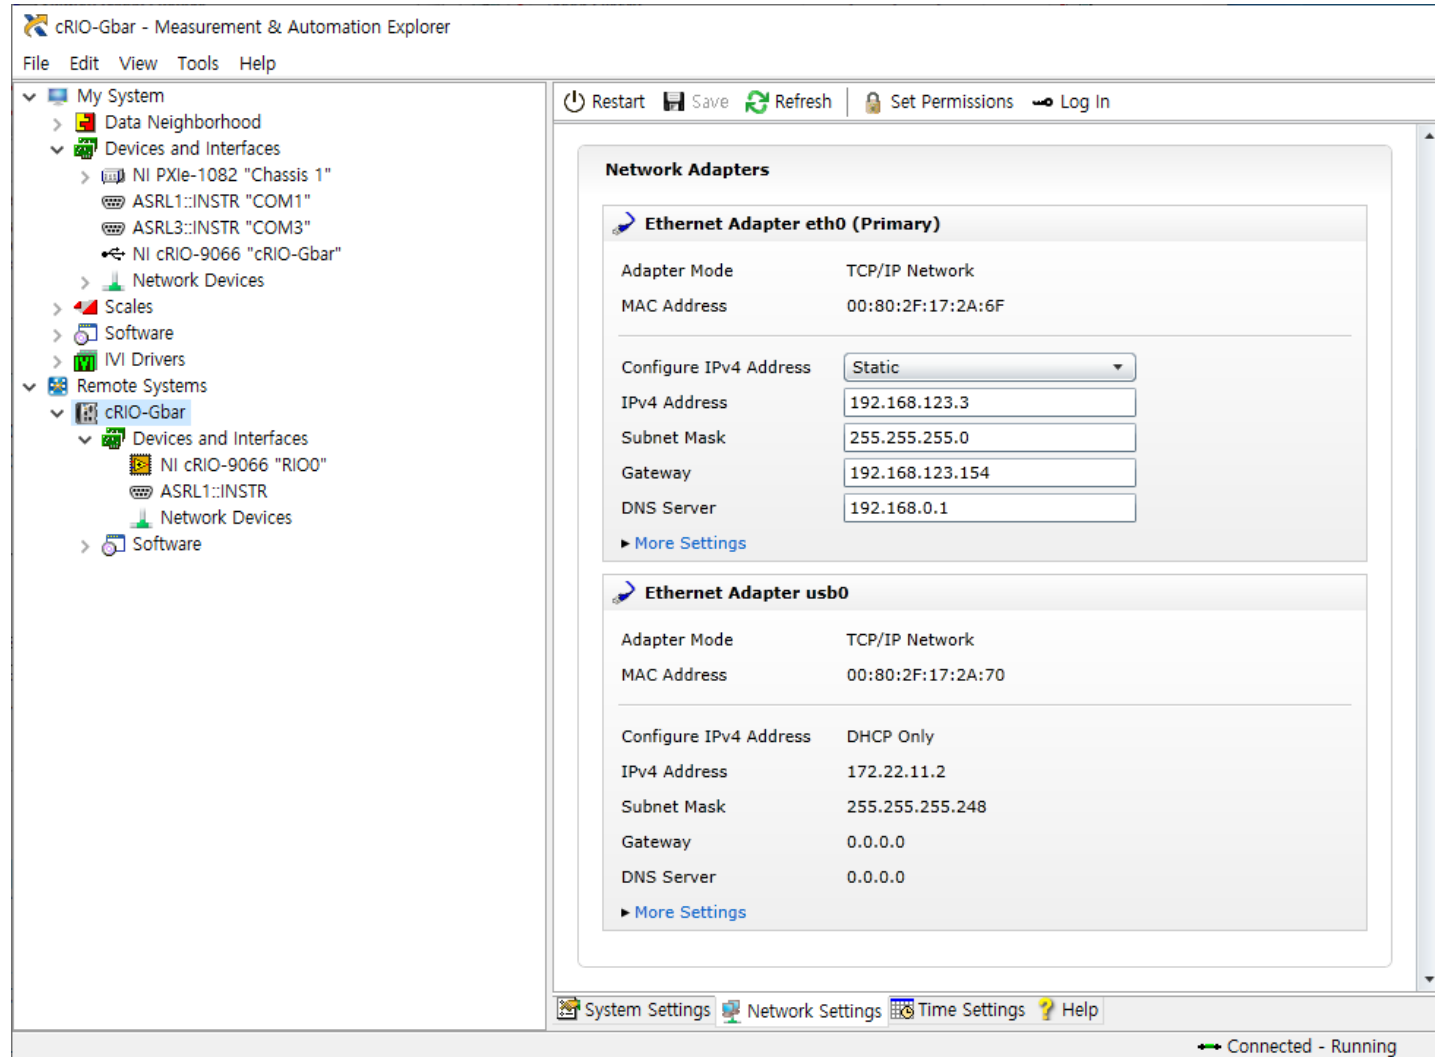 cRIO-Gbar - Measurement & Automation Explorer
File Edit View Tools Help
My System
Data Neighborhood
Devices and Interfaces
NI PXIe-1082 "Chassis 1"
ASRL1::INSTR "COM1"
ASRL3::INSTR "COM3"
NI cRIO-9066 "cRIO-Gbar"
Network Devices
Scales
Software
IVI Drivers
Remote Systems
cRIO-Gbar
Devices and Interfaces
NI cRIO-9066 "RIO0"
ASRL1::INSTR
Network Devices
Software
Restart Save Refresh Set Permissions Log In
Network Adapters
Ethernet Adapter eth0 (Primary)
Adapter Mode TCP/IP Network
MAC Address 00:80:2F:17:2A:6F
Configure IPv4 Address Static
IPv4 Address 192.168.123.3
Subnet Mask 255.255.255.0
Gateway 192.168.123.154
DNS Server 192.168.0.1
More Settings
Ethernet Adapter usb0
Adapter Mode TCP/IP Network
MAC Address 00:80:2F:17:2A:70
Configure IPv4 Address DHCP Only
IPv4 Address 172.22.11.2
Subnet Mask 255.255.255.248
Gateway 0.0.0.0
DNS Server 0.0.0.0
More Settings
System Settings Network Settings Time Settings Help
Connected - Running